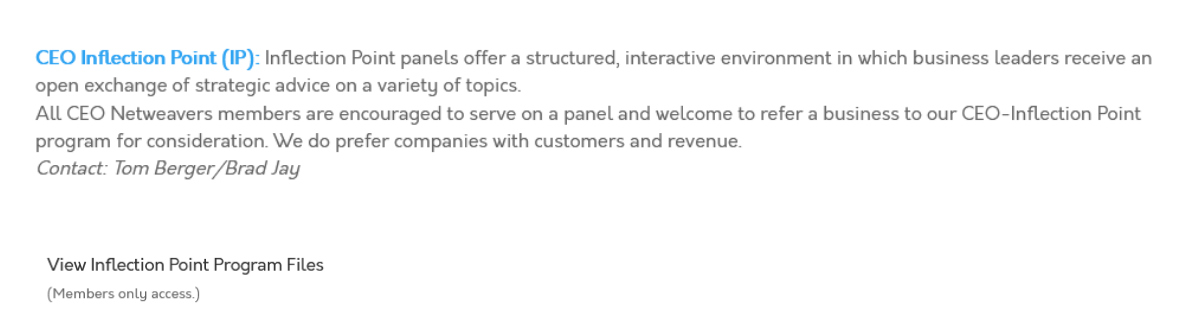 CEO Inflection Point (IP): Inflection Point panels offer a structured, interactive environment in which business leaders receive an
open exchange of strategic advice on a variety of topics.
All CEO Netweavers members are encouraged to serve on a panel and welcome to refer a business to our CEO-Inflection Point
program for consideration. We do prefer companies with customers and revenue.
Contact: Tom Berger/Brad Jay
View Inflection Point Program Files
(Members only access.)